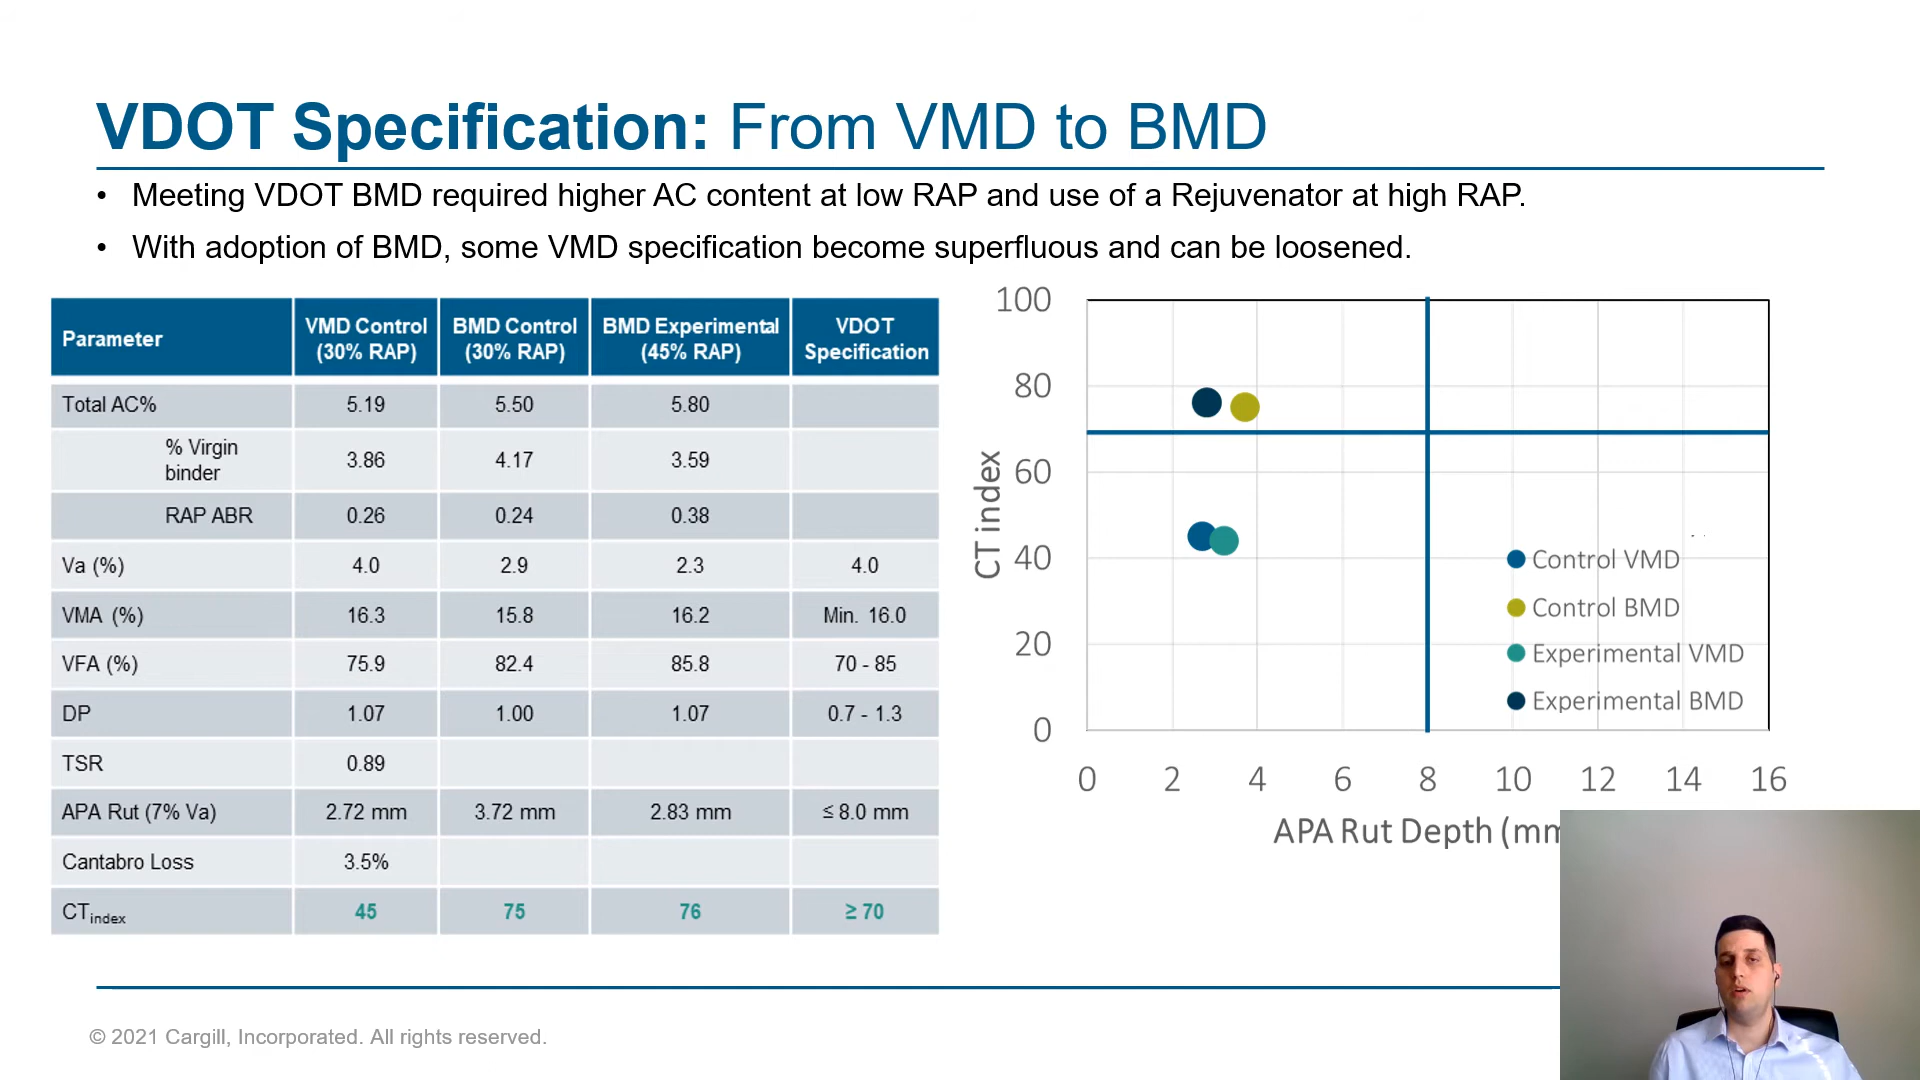 VDOT Specification: From VMD to BMD
• Meeting VDOT BMD required higher AC content at low RAP and use of a Rejuvenator at high RAP.
• With adoption of BMD, some VMD specification become superfluous and can be loosened.
Parameter VMD Control (30% RAP) BMD Control (30% RAP) BMD Experimental (45% RAP) VDOT Specification
Total AC% 5.19 5.50 5.80
% Virgin binder 3.86 4.17 3.59
RAP ABR 0.26 0.24 0.38
Va (%) 4.0 2.9 2.3 4.0
VMA (%) 16.3 15.8 16.2 Min. 16.0
VFA (%) 75.9 82.4 85.8 70 - 85
DP 1.07 1.00 1.07 0.7 - 1.3
TSR 0.89
APA Rut (7% Va) 2.72 mm 3.72 mm 2.83 mm ≤ 8.0 mm
Cantabro Loss 3.5%
CTindex 45 75 76 ≥ 70
100
80
60
40
20
0
CT index
Control VMD
Control BMD
Experimental VMD
Experimental BMD
0 2 4 6 8 10 12 14 16
APA Rut Depth (mm
© 2021 Cargill, Incorporated. All rights reserved.